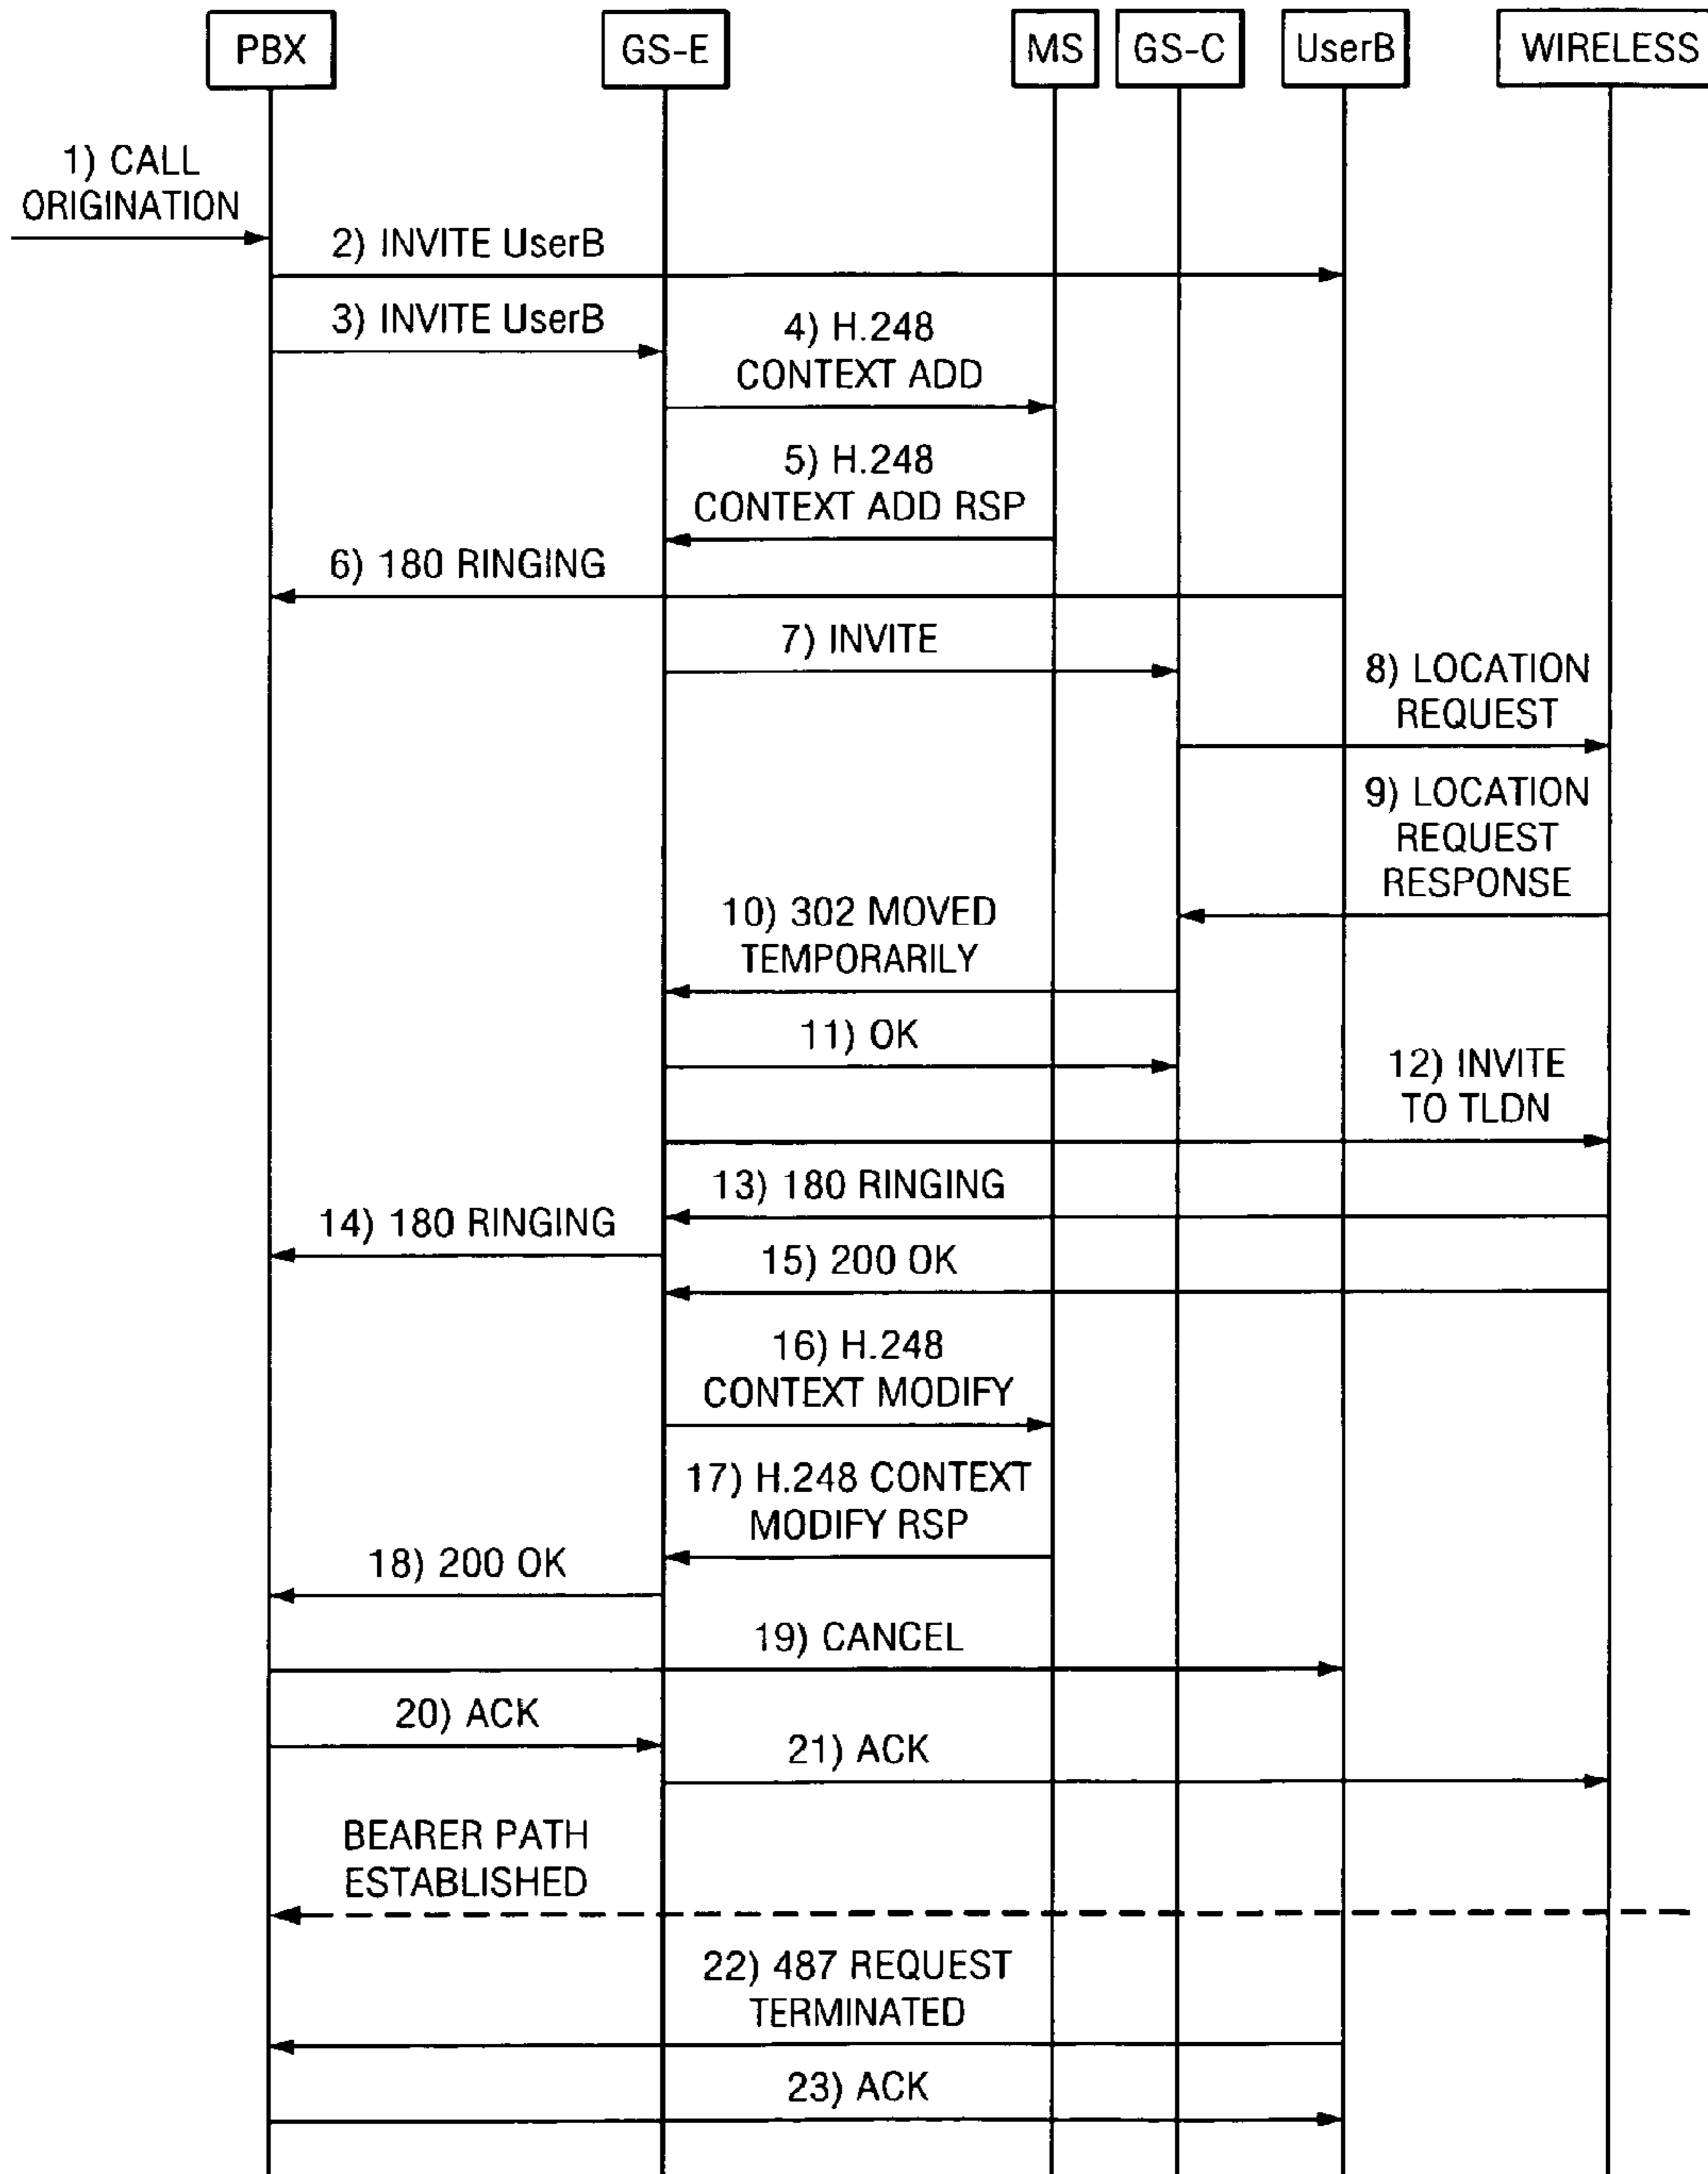 PBX
GS-E
MS
GS-C
UserB
WIRELESS
1) CALL
ORIGINATION
2) INVITE UserB
3) INVITE UserB
4) H.248
CONTEXT ADD
5) H.248
CONTEXT ADD RSP
6) 180 RINGING
7) INVITE
8) LOCATION
REQUEST
9) LOCATION
REQUEST
RESPONSE
10) 302 MOVED
TEMPORARILY
11) OK
12) INVITE
TO TLDN
13) 180 RINGING
14) 180 RINGING
15) 200 OK
16) H.248
CONTEXT MODIFY
17) H.248 CONTEXT
MODIFY RSP
18) 200 OK
19) CANCEL
20) ACK
21) ACK
BEARER PATH
ESTABLISHED
22) 487 REQUEST
TERMINATED
23) ACK